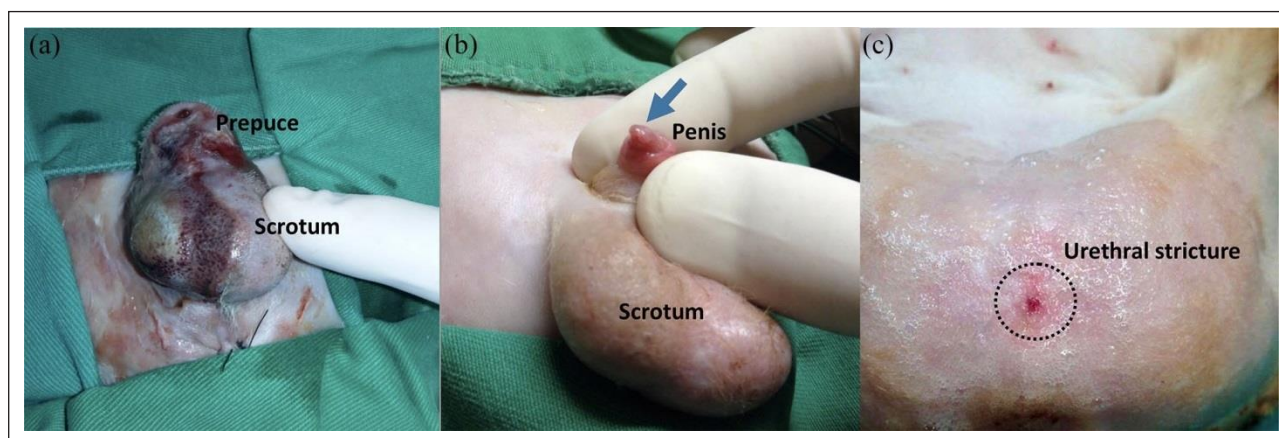 (a)
Prepuce
Scrotum
(b)
Penis
Scrotum
(c)
Urethral stricture